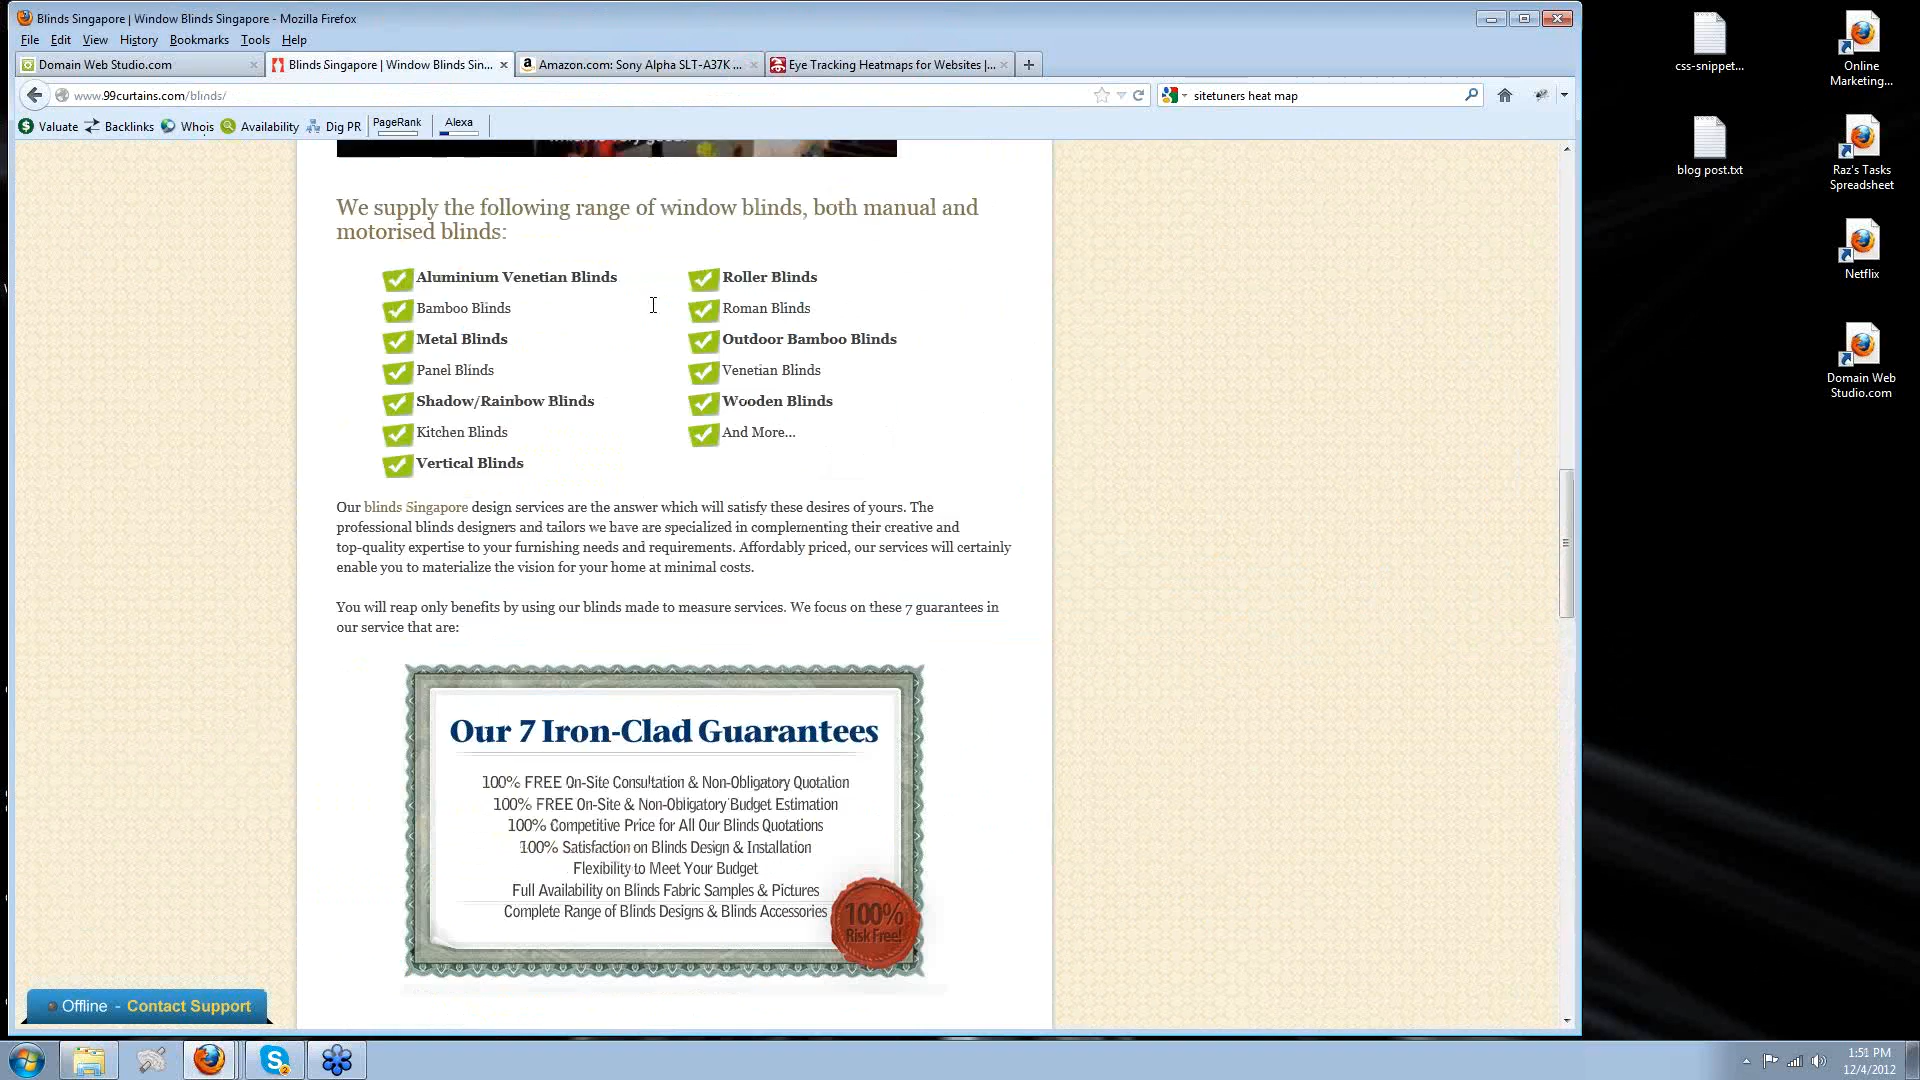 Blinds Singapore | Window Blinds Singapore - Mozilla Firefox
File Edit View History Bookmarks Tools Help
Domain Web Studio.com
Blinds Singapore | Window Blinds Sin...
Amazon.com: Sony Alpha SLT-A37K ...
Eye Tracking Heatmaps for Websites |...
www.99curtains.com/blinds/
sitetuners heat map
Valuate Backlinks Whois Availability Dig PR PageRank Alexa
We supply the following range of window blinds, both manual and
motorised blinds:
Aluminium Venetian Blinds
Bamboo Blinds
Metal Blinds
Panel Blinds
Shadow/Rainbow Blinds
Kitchen Blinds
Vertical Blinds
Roller Blinds
Roman Blinds
Outdoor Bamboo Blinds
Venetian Blinds
Wooden Blinds
And More...
Our blinds Singapore design services are the answer which will satisfy these desires of yours. The
professional blinds designers and tailors we have are specialized in complementing their creative and
top-quality expertise to your furnishing needs and requirements. Affordably priced, our services will certainly
enable you to materialize the vision for your home at minimal costs.
You will reap only benefits by using our blinds made to measure services. We focus on these 7 guarantees in
our service that are:
Our 7 Iron-Clad Guarantees
100% FREE On-Site Consultation & Non-Obligatory Quotation
100% FREE On-Site & Non-Obligatory Budget Estimation
100% Competitive Price for All Our Blinds Quotations
100% Satisfaction on Blinds Design & Installation
Flexibility to Meet Your Budget
Full Availability on Blinds Fabric Samples & Pictures
Complete Range of Blinds Designs & Blinds Accessories
100%
Risk Free!
Offline - Contact Support
css-snippet...
Online
Marketing...
blog post.txt
Raz's Tasks
Spreadsheet
Netflix
Domain Web
Studio.com
2
1:51 PM
12/4/2012